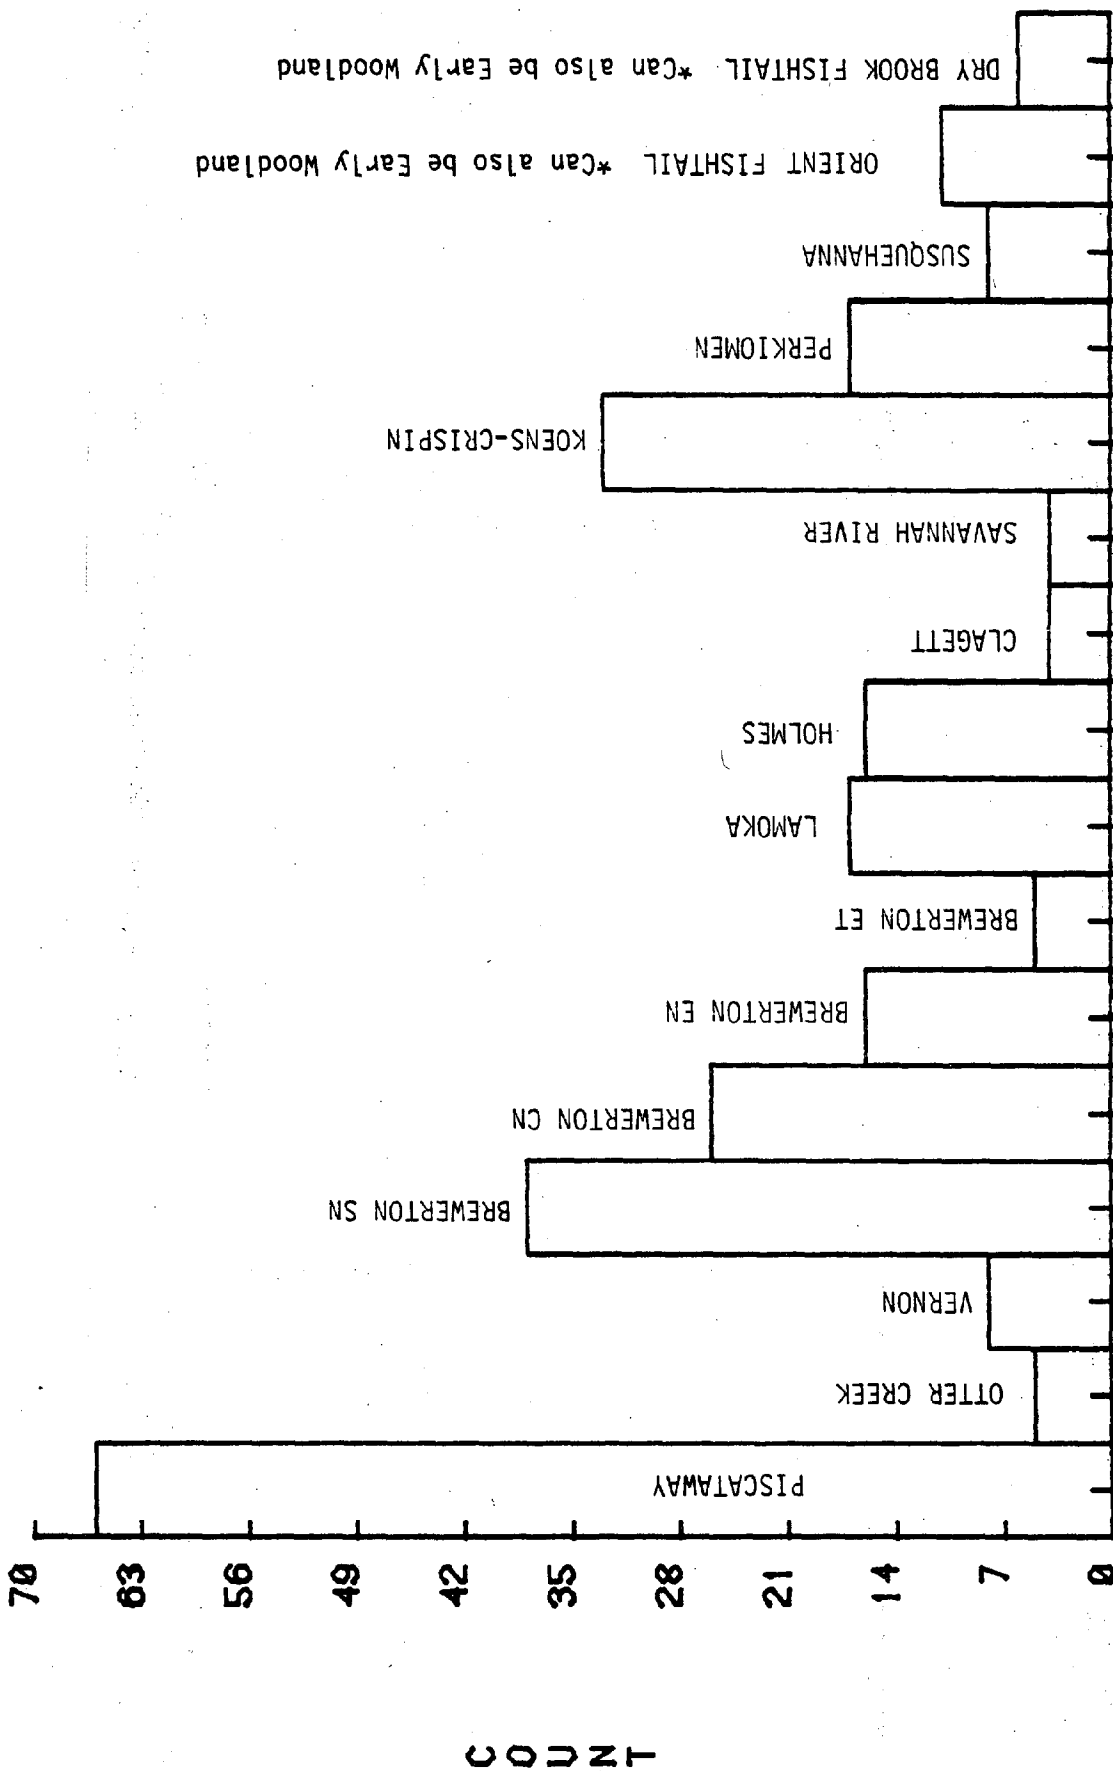 COUNT
70
63
56
49
42
35
28
21
14
7
0
PISCATAWAY
OTTER CREEK
VERNON
BREWERTON SN
BREWERTON CN
BREWERTON EN
BREWERTON ET
LAMOKA
HOLMES
CLAGETT
SAVANNAH RIVER
KOENS-CRISPIN
PERKIOMEN
SUSQUEHANNA
ORIENT FISHTAIL *Can also be Early Woodland
DRY BROOK FISHTAIL *Can also be Early Woodland